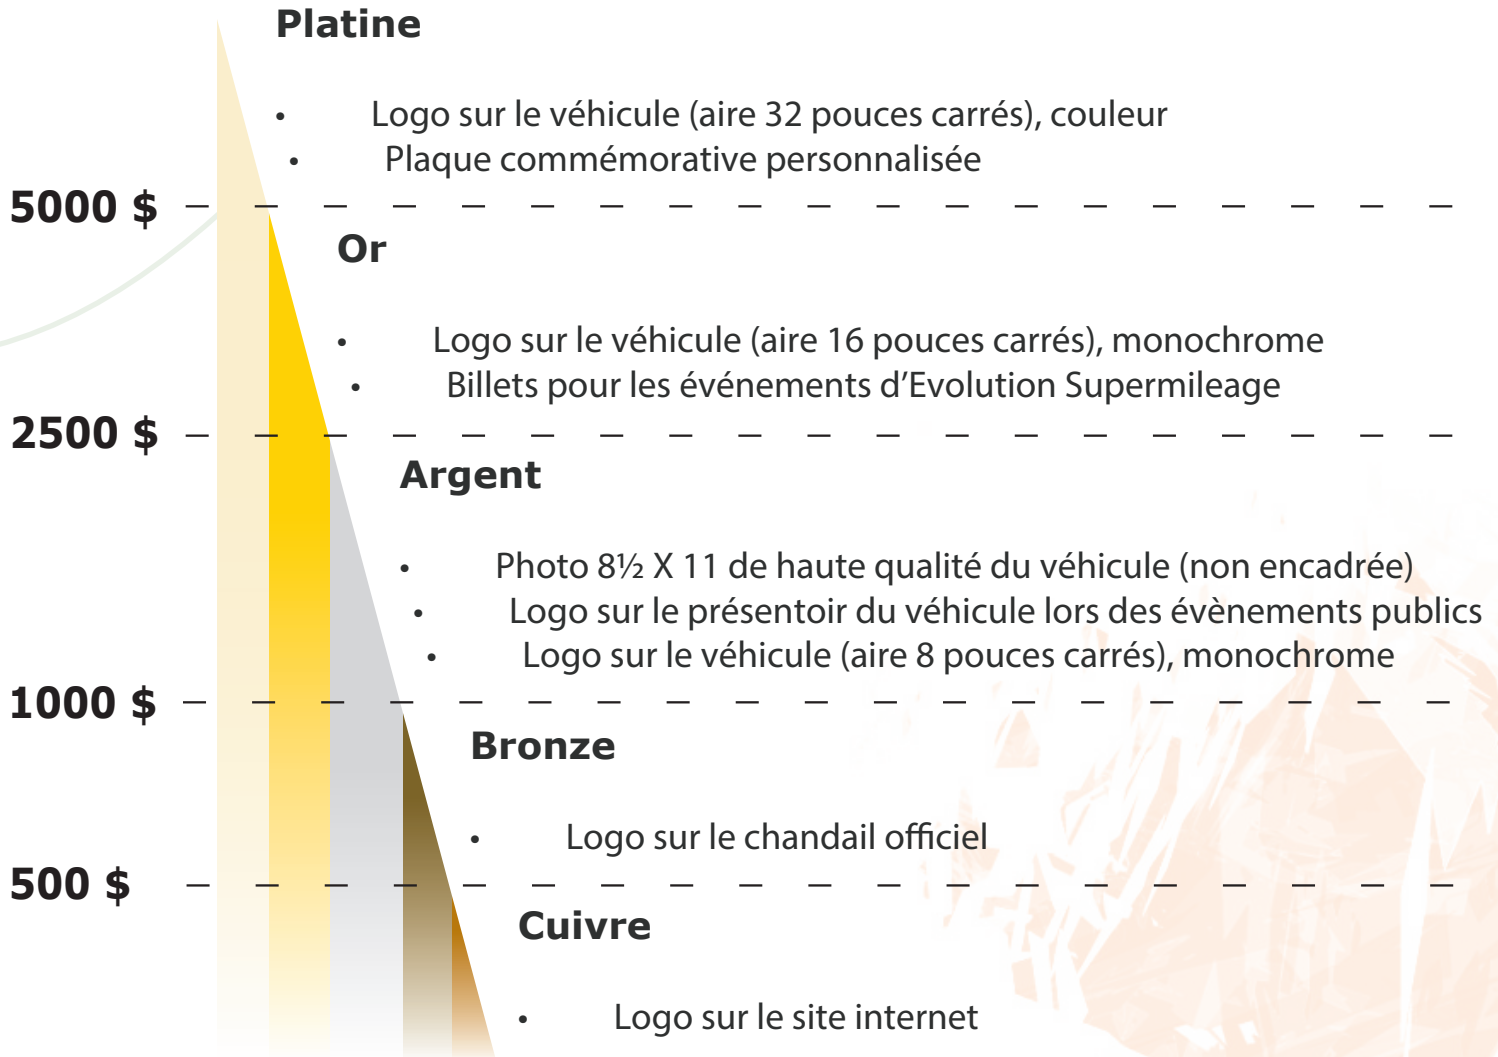 Platine
• Logo sur le véhicule (aire 32 pouces carrés), couleur
• Plaque commémorative personnalisée
5000 $
Or
• Logo sur le véhicule (aire 16 pouces carrés), monochrome
• Billets pour les événements d’Evolution Supermileage
2500 $
Argent
• Photo 8½ X 11 de haute qualité du véhicule (non encadrée)
• Logo sur le présentoir du véhicule lors des évènements publics
• Logo sur le véhicule (aire 8 pouces carrés), monochrome
1000 $
Bronze
• Logo sur le chandail officiel
500 $
Cuivre
• Logo sur le site internet